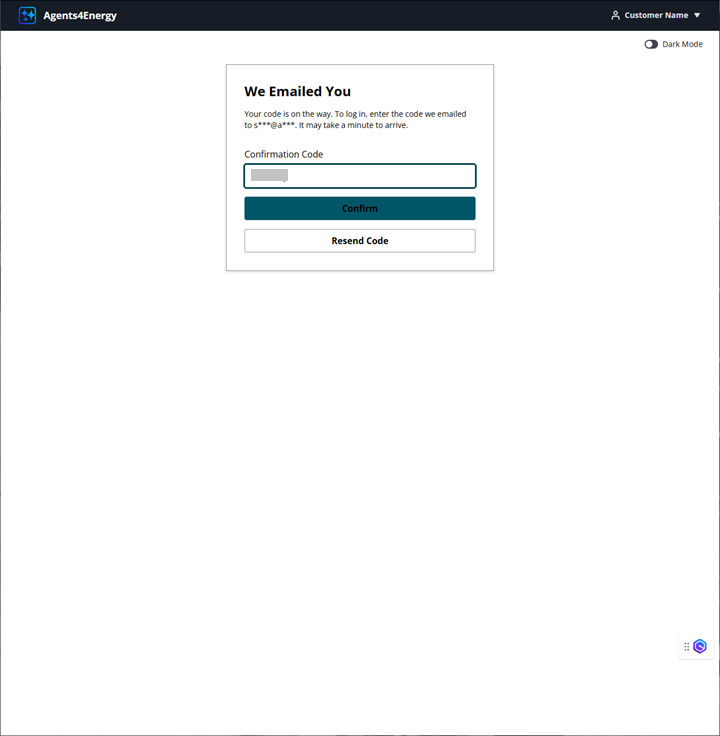 Agents4Energy
Customer Name
Dark Mode
We Emailed You
Your code is on the way. To log in, enter the code we emailed
to s***@a***. It may take a minute to arrive.
Confirmation Code
Confirm
Resend Code